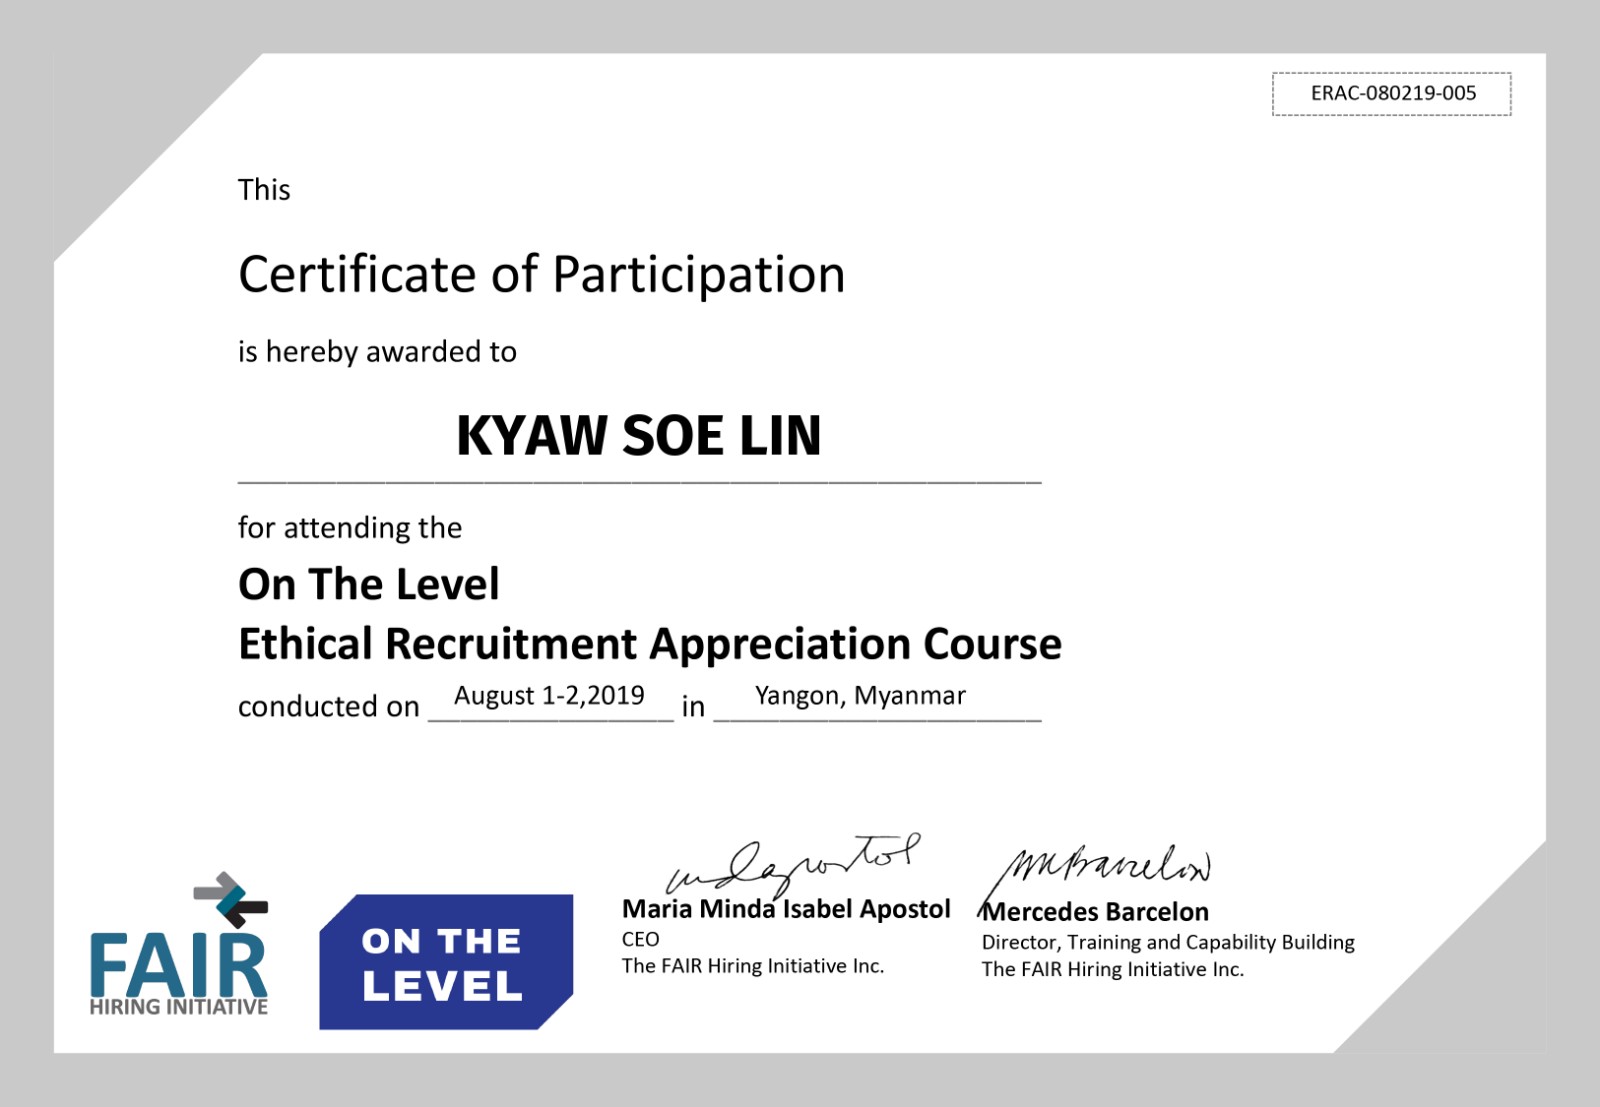 ERAC-080219-005
This
Certificate of Participation
is hereby awarded to
KYAW SOE LIN
for attending the
On The Level
Ethical Recruitment Appreciation Course
conducted on August 1-2,2019 in Yangon, Myanmar
mdapostol
MMBarcelon
Maria Minda Isabel Apostol
CEO
The FAIR Hiring Initiative Inc.
Mercedes Barcelon
Director, Training and Capability Building
The FAIR Hiring Initiative Inc.
FAIR
HIRING INITIATIVE
ON THE
LEVEL